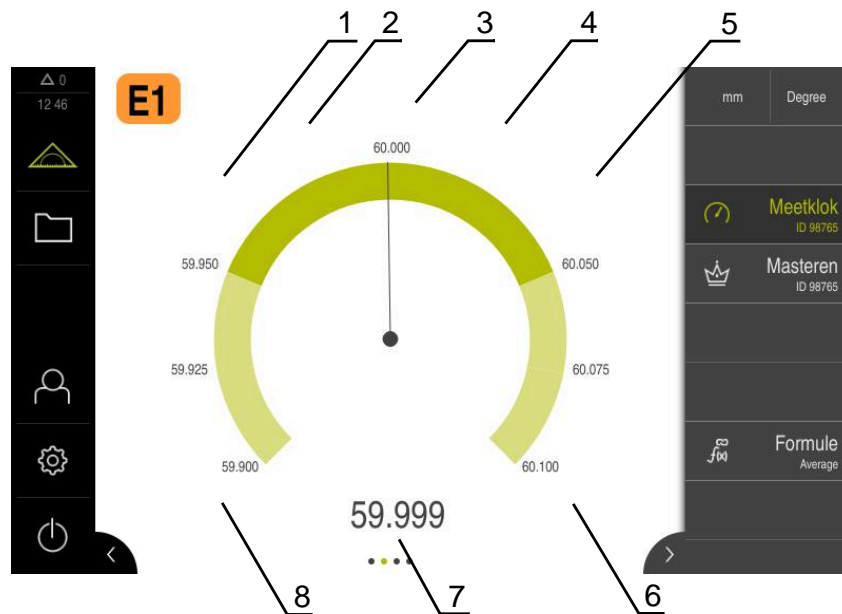 1 2 3 4 5
0
12 46
E1
mm Degree
60.000
Meetklok
ID 98765
59.950 60.050
Masteren
ID 98765
59.925 60.075
59.900 60.100
f(x) Formule
Average
59.999
8 7 6